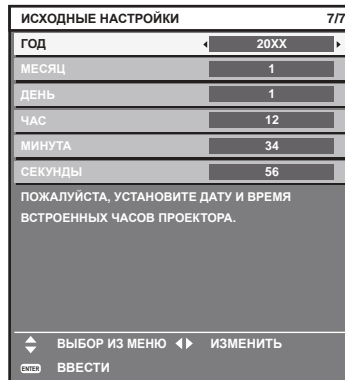 ИСХОДНЫЕ НАСТРОЙКИ 7/7
ГОД 20XX
МЕСЯЦ 1
ДЕНЬ 1
ЧАС 12
МИНУТА 34
СЕКУНДЫ 56
ПОЖАЛУЙСТА, УСТАНОВИТЕ ДАТУ И ВРЕМЯ
ВСТРОЕННЫХ ЧАСОВ ПРОЕКТОРА.
ВЫБОР ИЗ МЕНЮ ИЗМЕНИТЬ
ENTER ВВЕСТИ